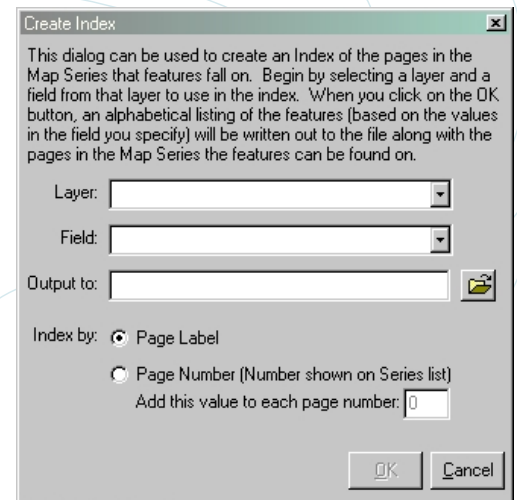 Create Index
This dialog can be used to create an Index of the pages in the
Map Series that features fall on. Begin by selecting a layer and a
field from that layer to use in the index. When you click on the OK
button, an alphabetical listing of the features (based on the values
in the field you specify) will be written out to the file along with the
pages in the Map Series the features can be found on.
Layer:
Field:
Output to:
Index by: Page Label
Page Number (Number shown on Series list)
Add this value to each page number: 0
OK Cancel